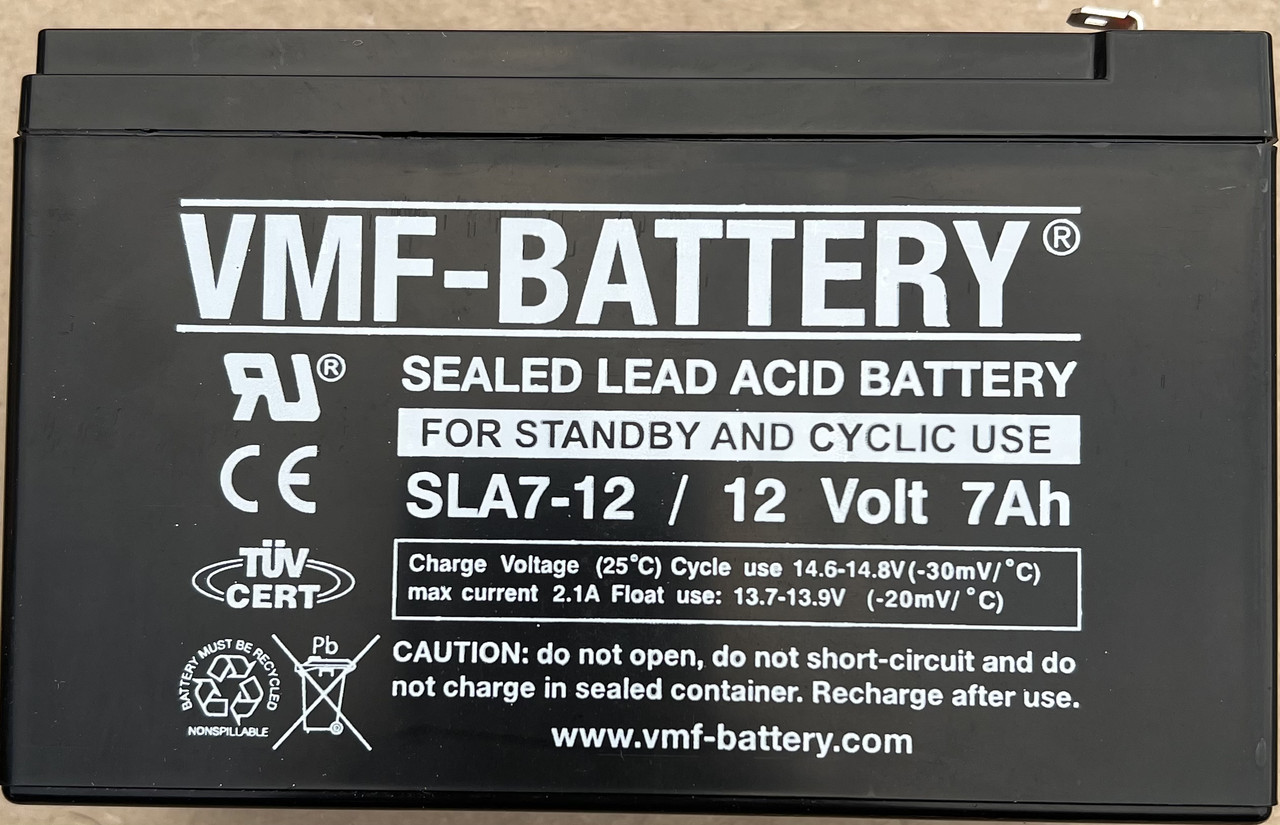 VMF-BATTERY®
®
SEALED LEAD ACID BATTERY
FOR STANDBY AND CYCLIC USE
CE
SLA7-12 / 12 Volt 7Ah
TÜV
CERT
Charge Voltage (25°C) Cycle use 14.6-14.8V(-30mV/°C)
max current 2.1A Float use: 13.7-13.9V (-20mV/°C)
BATTERY MUST BE RECYCLED
NONSPILLABLE
Pb
CAUTION: do not open, do not short-circuit and do
not charge in sealed container. Recharge after use.
www.vmf-battery.com